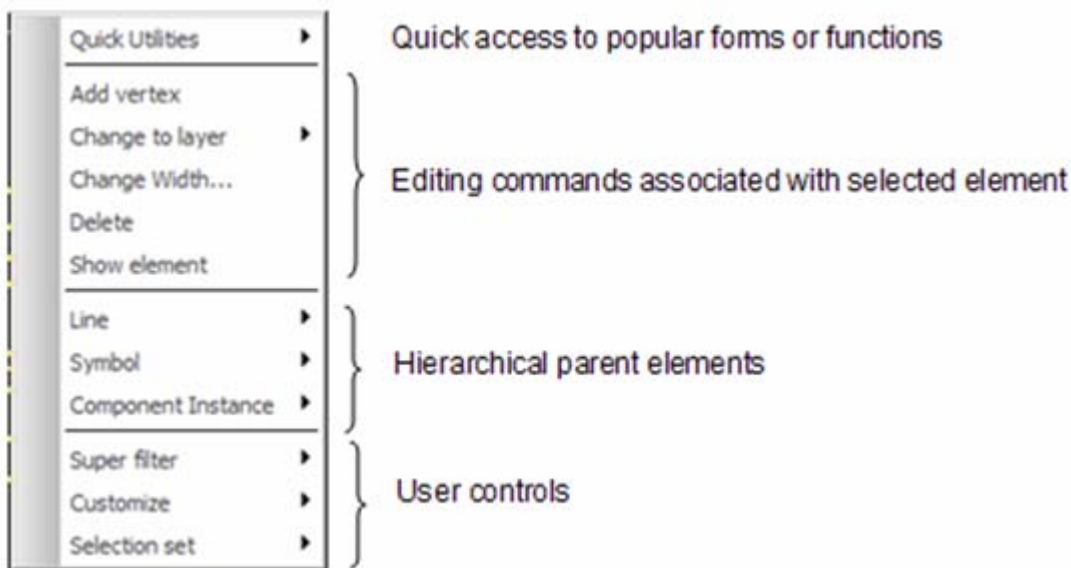 Quick Utilities
Quick access to popular forms or functions
Add vertex
Change to layer
Change Width...
Delete
Show element
Editing commands associated with selected element
Line
Symbol
Component Instance
Hierarchical parent elements
Super filter
Customize
Selection set
User controls